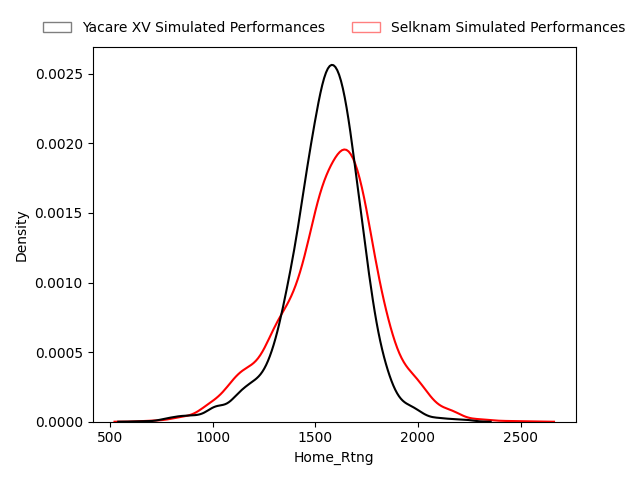 Yacare XV Simulated Performances Selknam Simulated Performances
0.0025
0.0020
0.0015
0.0010
0.0005
0.0000
Density
500 1000 1500 2000 2500
Home_Rtng